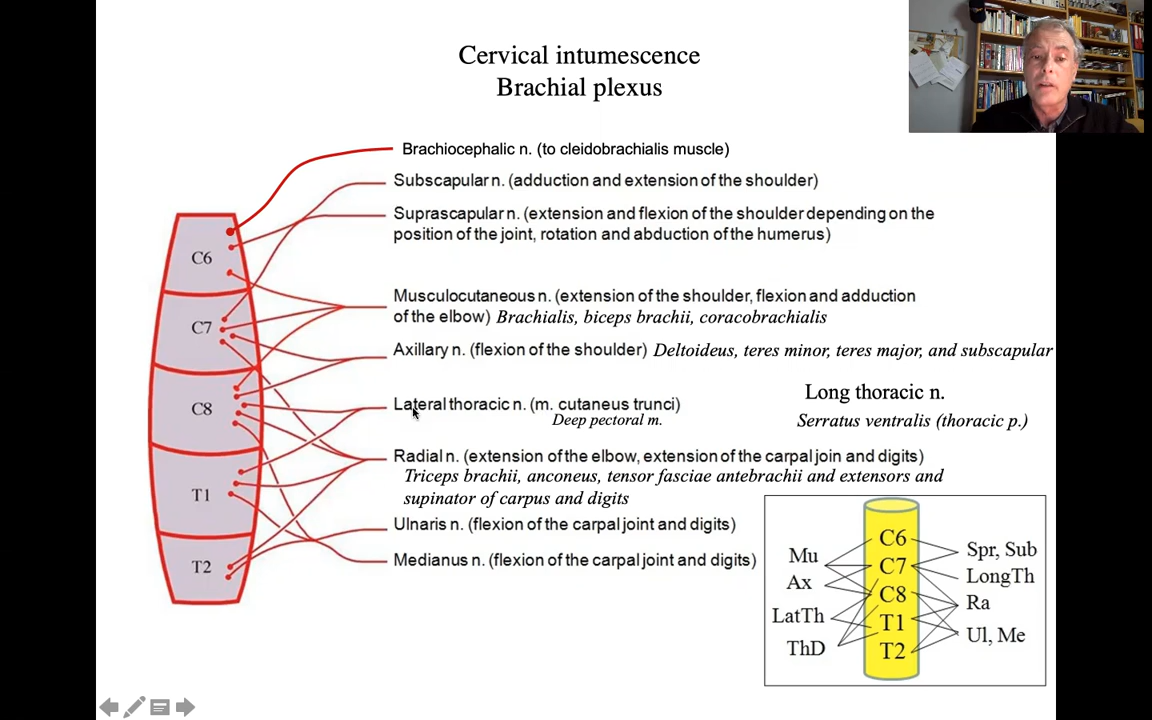 Cervical intumescence
Brachial plexus
Brachiocephalic n. (to cleidobrachialis muscle)
Subscapular n. (adduction and extension of the shoulder)
Suprascapular n. (extension and flexion of the shoulder depending on the
position of the joint, rotation and abduction of the humerus)
C6
Musculocutaneous n. (extension of the shoulder, flexion and adduction
of the elbow) Brachialis, biceps brachii, coracobrachialis
C7
Axillary n. (flexion of the shoulder) Deltoideus, teres minor, teres major, and subscapular
Long thoracic n.
Serratus ventralis (thoracic p.)
C8
Lateral thoracic n. (m. cutaneus trunci)
Deep pectoral m.
Radial n. (extension of the elbow, extension of the carpal join and digits)
Triceps brachii, anconeus, tensor fasciae antebrachii and extensors and
supinator of carpus and digits
T1
Ulnaris n. (flexion of the carpal joint and digits)
T2
Medianus n. (flexion of the carpal joint and digits)
C6
Mu
Spr, Sub
C7
Ax
LongTh
C8
Ra
LatTh
T1
Ul, Me
ThD
T2